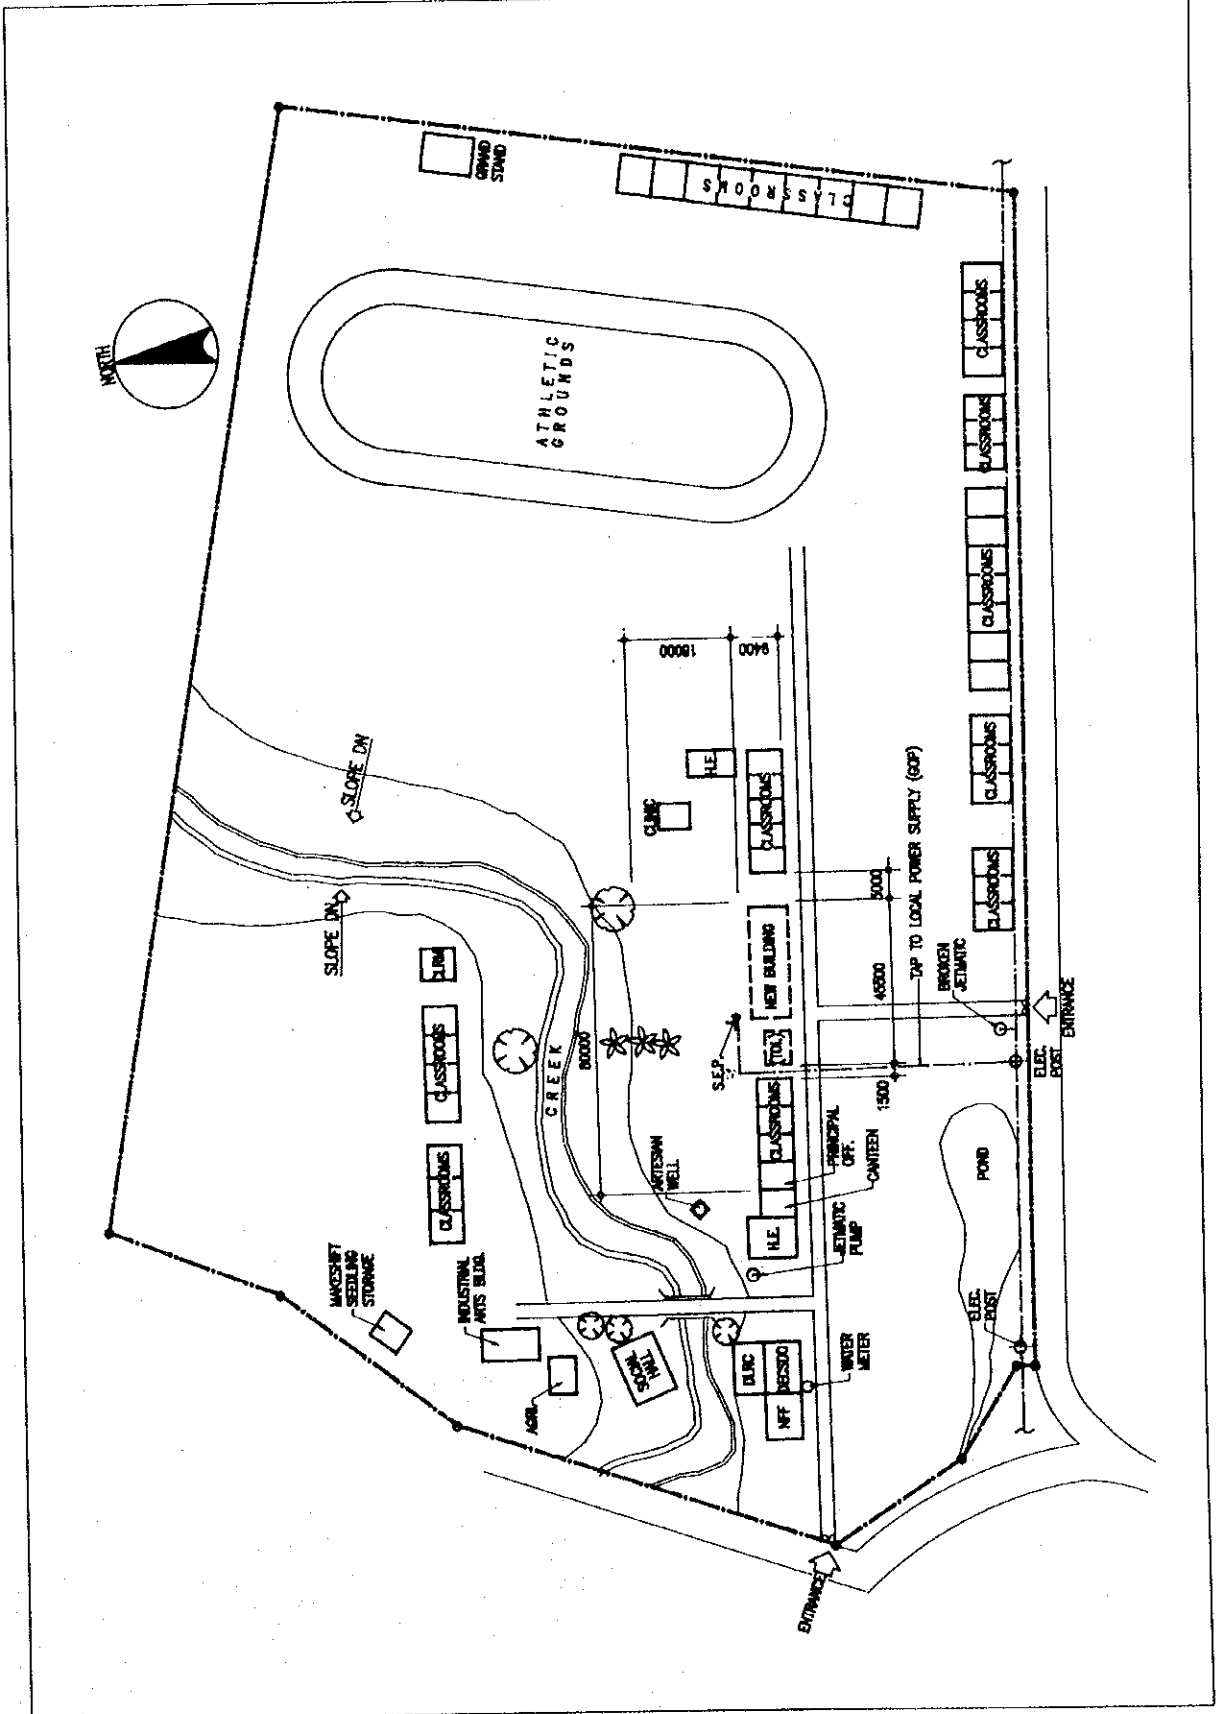 NORTH
GRAND
STAND
CLASSROOMS
ATHLETIC
GROUNDS
SLOPE DN
SLOPE DN
CLRM
CLASSROOMS
CLASSROOMS
MAKESHIFT
SEEDLING
STORAGE
INDUSTRIAL
ARTS BLDG.
AGRI.
SOCIAL
HALL
CREEK
80000
18000
9400
CLINIC
H.E.
CLASSROOMS
5000
NEW BUILDING
45800
TAP TO LOCAL POWER SUPPLY (GOP)
S.E.P.
(TDL)
1500
CLASSROOMS
PRINCIPAL
OFF.
CANTEEN
H.E.
ARTESIAN
WELL
JETMATIC
PUMP
DLRC
DECSDO
NFF
WATER
METER
CLASSROOMS
CLASSROOMS
CLASSROOMS
CLASSROOMS
CLASSROOMS
BROKEN
JETMATIC
ENTRANCE
ELEC.
POST
POND
ELEC.
POST
ENTRANCE